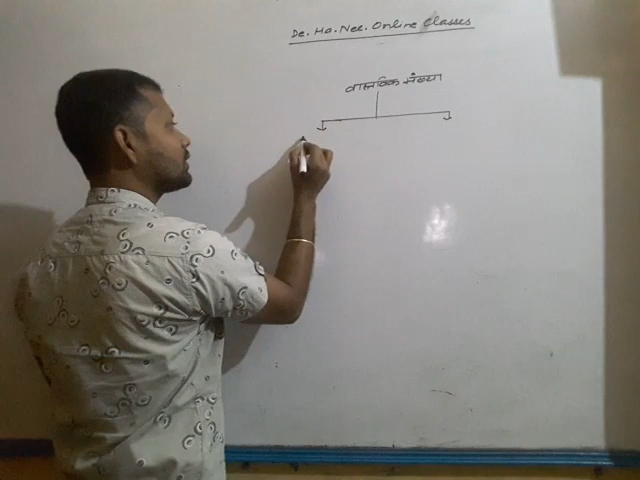 De. Ha. Nee. Online Classes
वास्तविक संख्या